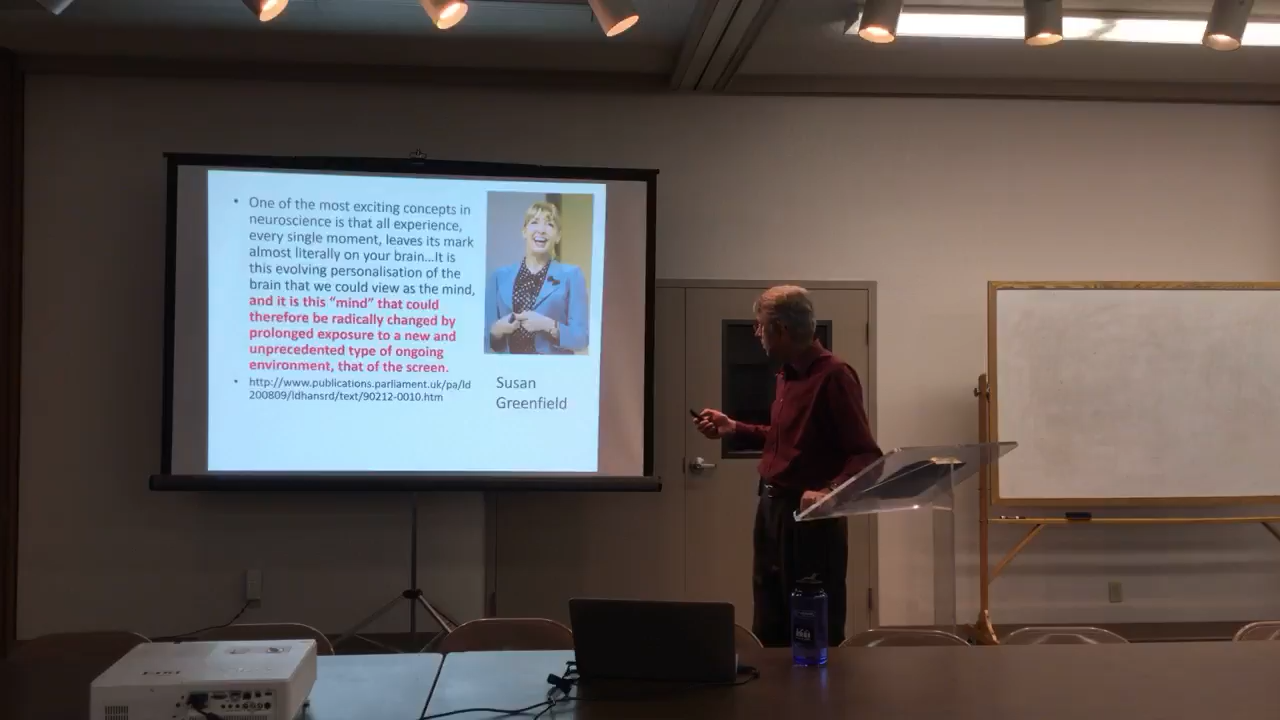 • One of the most exciting concepts in
neuroscience is that all experience,
every single moment, leaves its mark
almost literally on your brain...It is
this evolving personalisation of the
brain that we could view as the mind,
and it is this “mind” that could
therefore be radically changed by
prolonged exposure to a new and
unprecedented type of ongoing
environment, that of the screen.
• http://www.publications.parliament.uk/pa/ld
200809/ldhansrd/text/90212-0010.htm
Susan
Greenfield